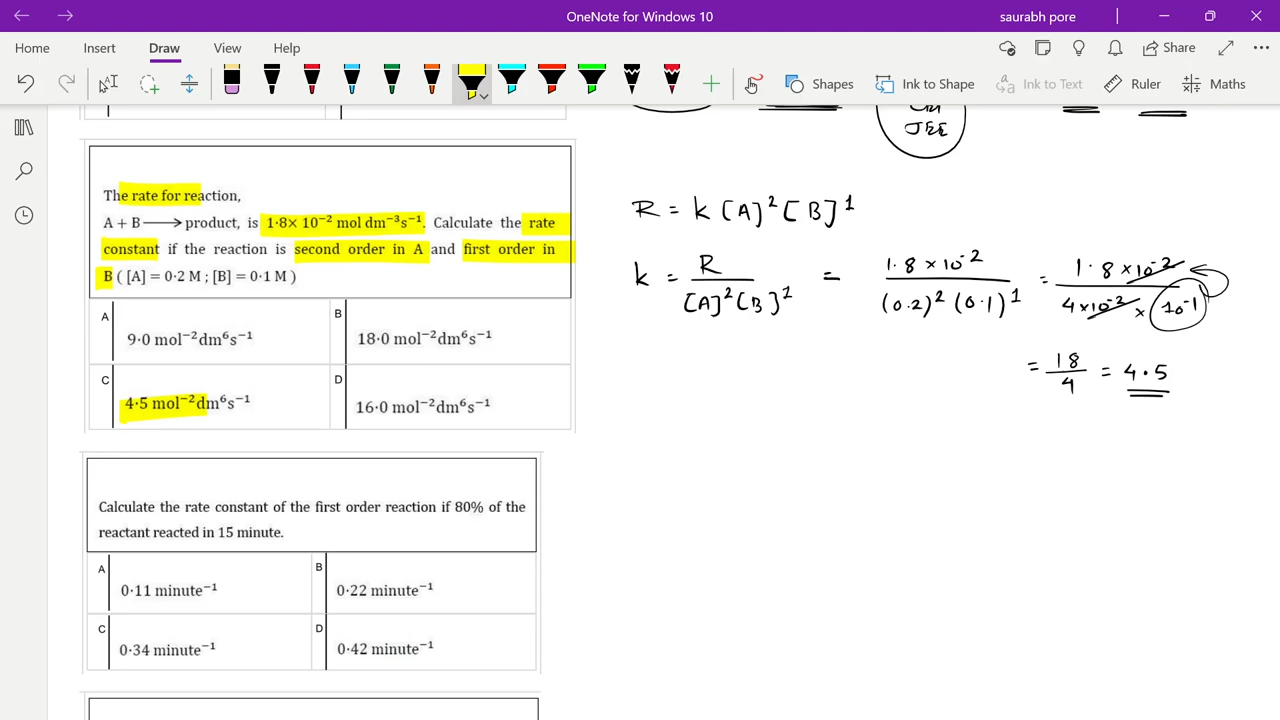 OneNote for Windows 10
saurabh pore
Home Insert Draw View Help
Share
Shapes
Ink to Shape
Ink to Text
Ruler
Maths
JEE
The rate for reaction,
A + B ⟶ product, is 1·8× 10⁻² mol dm⁻³s⁻¹. Calculate the rate
constant if the reaction is second order in A and first order in
B ( [A] = 0·2 M ; [B] = 0·1 M )
A
9·0 mol⁻²dm⁶s⁻¹
B
18·0 mol⁻²dm⁶s⁻¹
C
4·5 mol⁻²dm⁶s⁻¹
D
16·0 mol⁻²dm⁶s⁻¹
R = k [A]² [B]¹
k = R / [A]² [B]¹ = 1.8 × 10⁻² / (0.2)² (0.1)¹ = 1.8 × 10⁻² / 4 × 10⁻² × 10⁻¹
= 18 / 4 = 4.5
Calculate the rate constant of the first order reaction if 80% of the
reactant reacted in 15 minute.
A
0·11 minute⁻¹
B
0·22 minute⁻¹
C
0·34 minute⁻¹
D
0·42 minute⁻¹